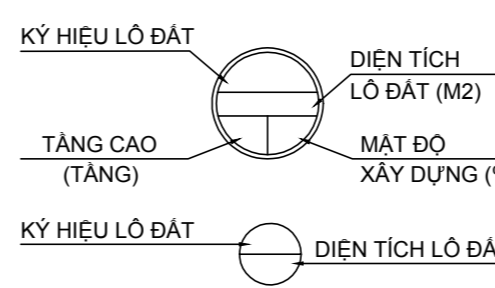 KÝ HIỆU LÔ ĐẤT
DIỆN TÍCH
LÔ ĐẤT (M2)
TẦNG CAO
(TẦNG)
MẬT ĐỘ
XÂY DỰNG (%
KÝ HIỆU LÔ ĐẤT
DIỆN TÍCH LÔ